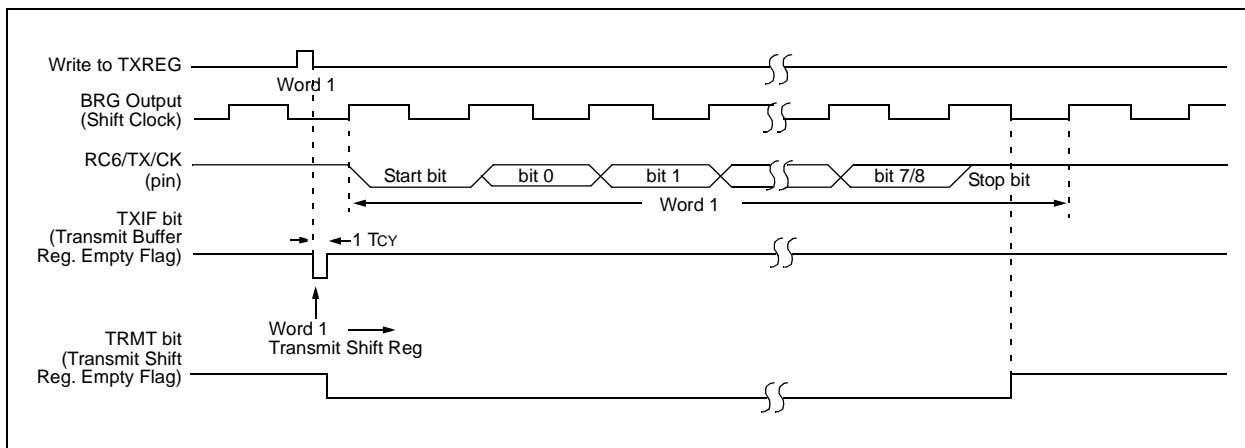 Write to TXREG
Word 1
BRG Output
(Shift Clock)
RC6/TX/CK
(pin)
Start bit
bit 0
bit 1
bit 7/8
Stop bit
Word 1
TXIF bit
(Transmit Buffer
Reg. Empty Flag)
1 TCY
Word 1
Transmit Shift Reg
TRMT bit
(Transmit Shift
Reg. Empty Flag)